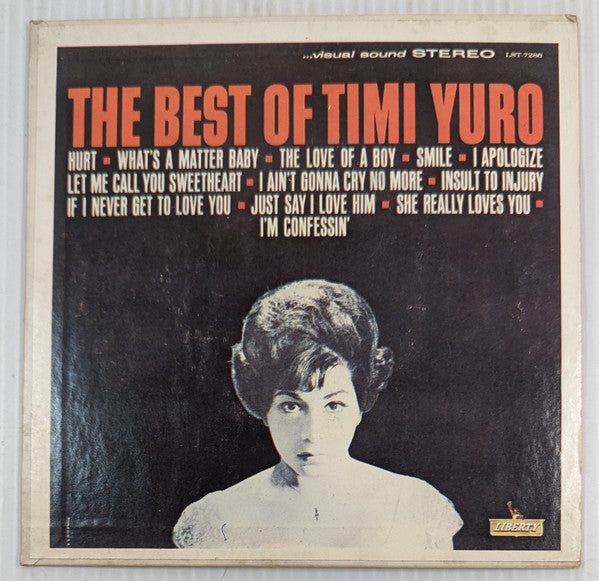 ...visual sound STEREO LST-7286
THE BEST OF TIMI YURO
HURT ▪ WHAT'S A MATTER BABY ▪ THE LOVE OF A BOY ▪ SMILE ▪ I APOLOGIZE
LET ME CALL YOU SWEETHEART ▪ I AIN'T GONNA CRY NO MORE ▪ INSULT TO INJURY
IF I NEVER GET TO LOVE YOU ▪ JUST SAY I LOVE HIM ▪ SHE REALLY LOVES YOU ▪
I'M CONFESSIN'
LIBERTY